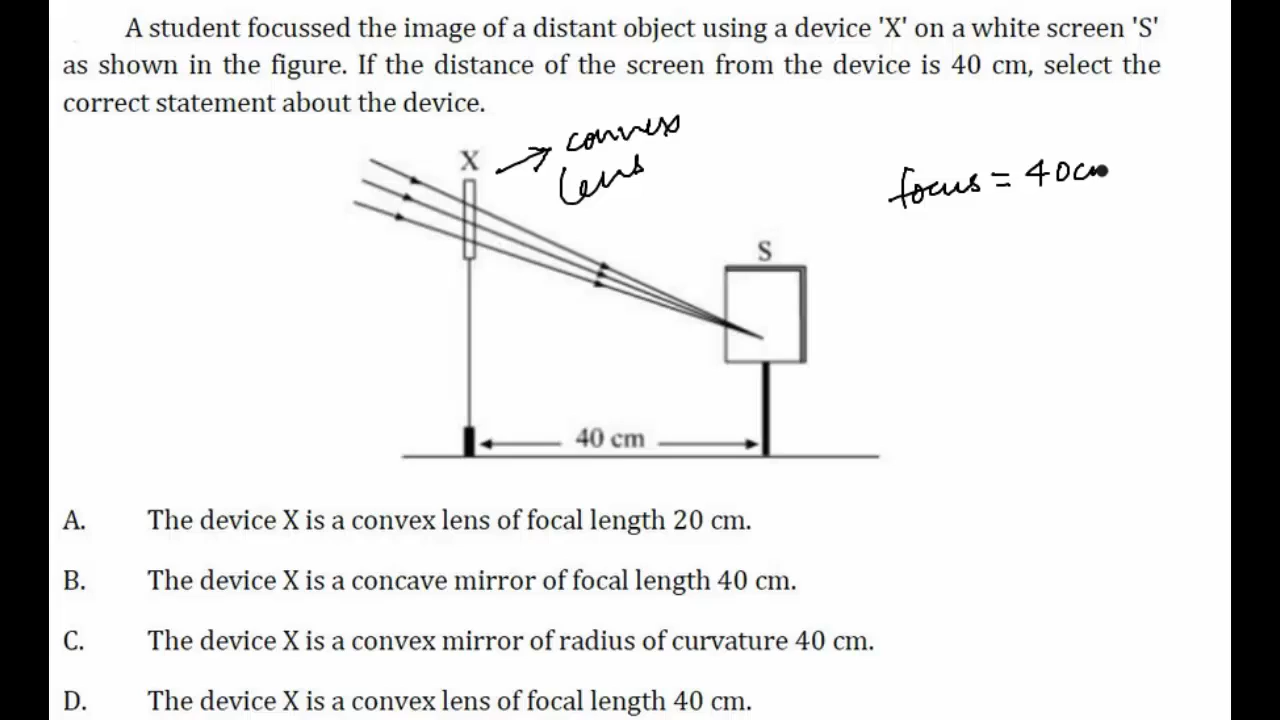 A student focussed the image of a distant object using a device 'X' on a white screen 'S'
as shown in the figure. If the distance of the screen from the device is 40 cm, select the
correct statement about the device.
X
convex
lens
focus = 40cm
S
40 cm
A. The device X is a convex lens of focal length 20 cm.
B. The device X is a concave mirror of focal length 40 cm.
C. The device X is a convex mirror of radius of curvature 40 cm.
D. The device X is a convex lens of focal length 40 cm.